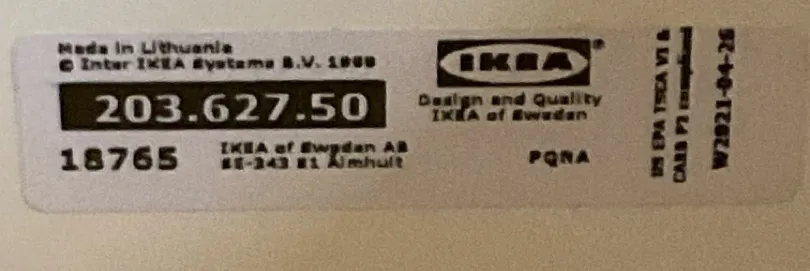 Made in Lithuania
© Inter IKEA Systems B.V. 1999
203.627.50
18765
IKEA of Sweden AB
SE-343 81 Älmhult
IKEA®
Design and Quality
IKEA of Sweden
PQNA
US EPA TSCA VI &
CARB P2 compliant
W2021-04-26